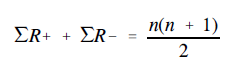 ΣR+ + ΣR− = n(n + 1)
2